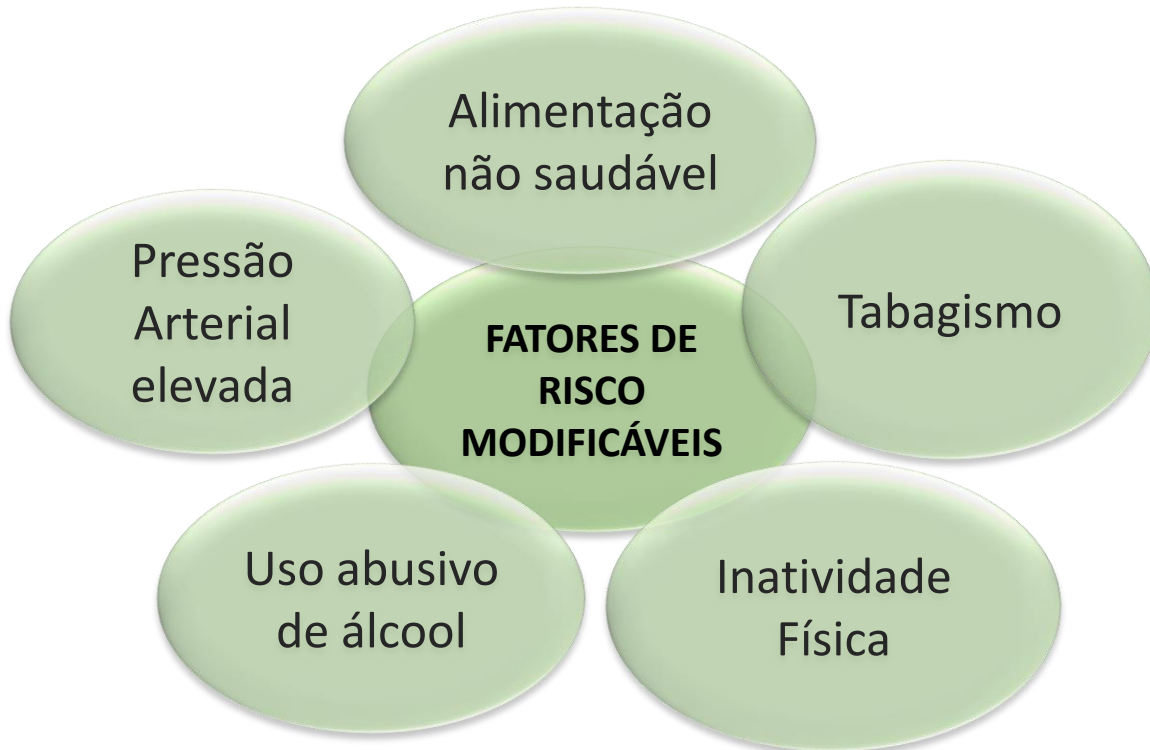 Alimentação
não saudável
Tabagismo
Inatividade
Física
Uso abusivo
de álcool
Pressão
Arterial
elevada
FATORES DE
RISCO
MODIFICÁVEIS